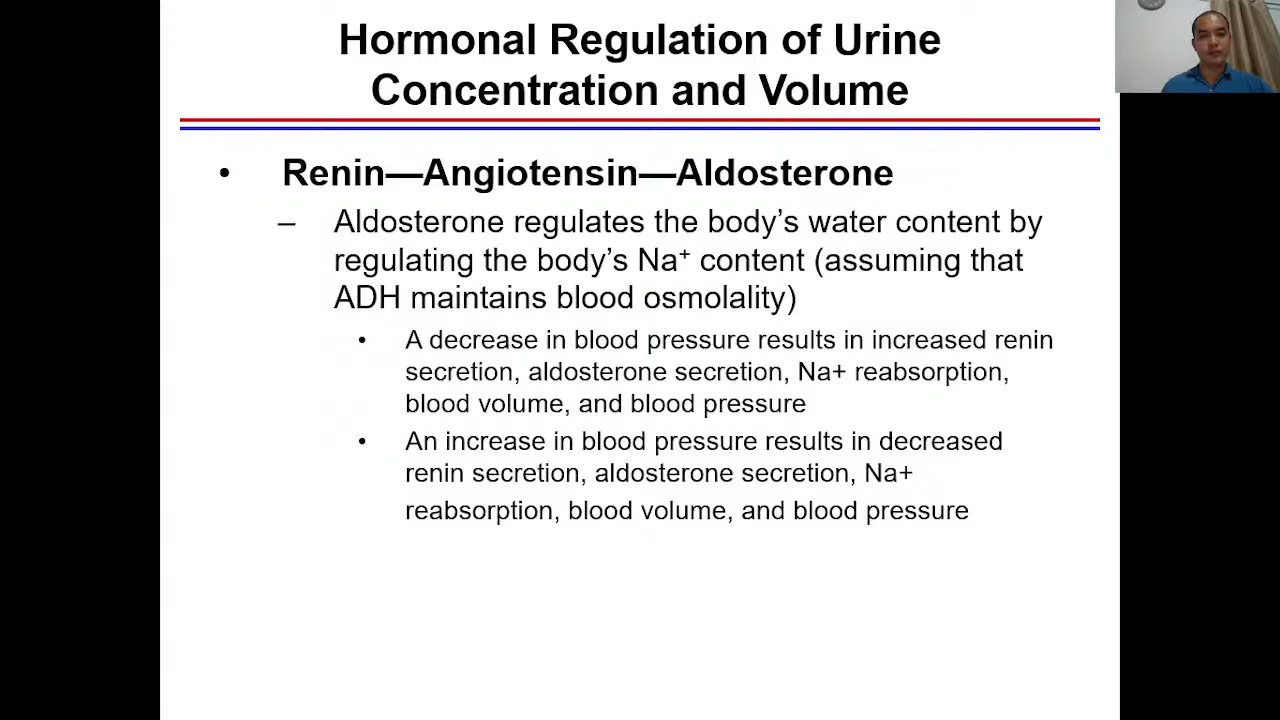 Hormonal Regulation of Urine
Concentration and Volume
• Renin—Angiotensin—Aldosterone
– Aldosterone regulates the body’s water content by
regulating the body’s Na⁺ content (assuming that
ADH maintains blood osmolality)
• A decrease in blood pressure results in increased renin
secretion, aldosterone secretion, Na+ reabsorption,
blood volume, and blood pressure
• An increase in blood pressure results in decreased
renin secretion, aldosterone secretion, Na+
reabsorption, blood volume, and blood pressure